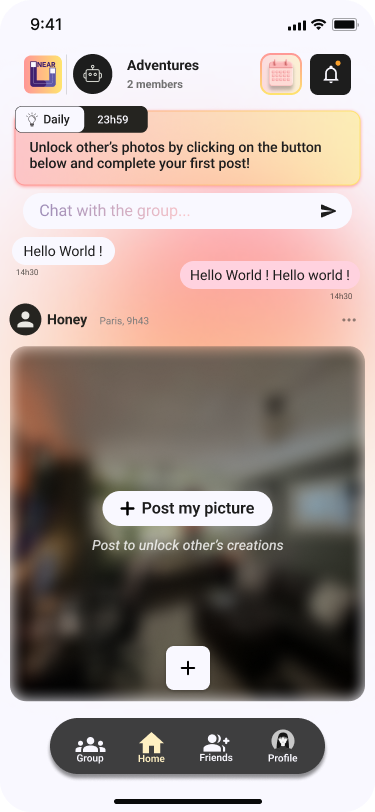 9:41
NEAR
Adventures
2 members
Daily
23h59
Unlock other's photos by clicking on the button
below and complete your first post!
Chat with the group...
Hello World !
14h30
Hello World ! Hello world !
14h30
Honey
Paris, 9h43
Post my picture
Post to unlock other's creations
Group
Home
Friends
Profile